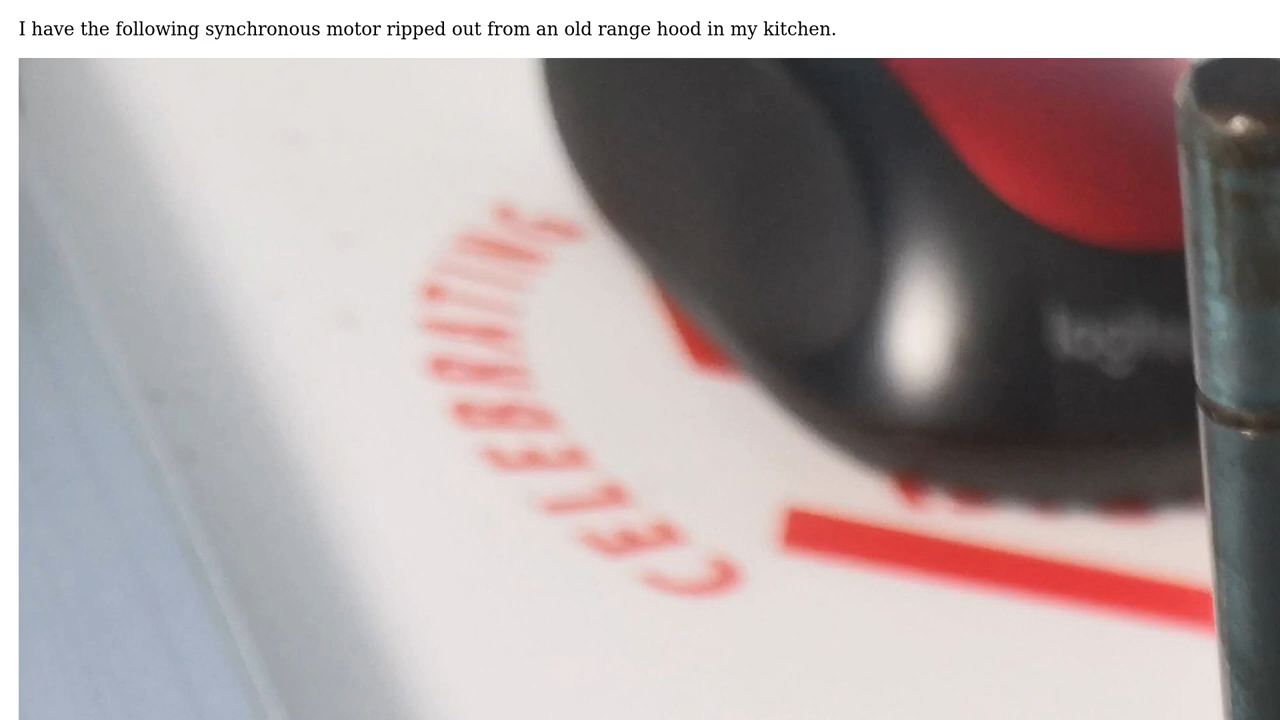 I have the following synchronous motor ripped out from an old range hood in my kitchen.
CELEBRATING